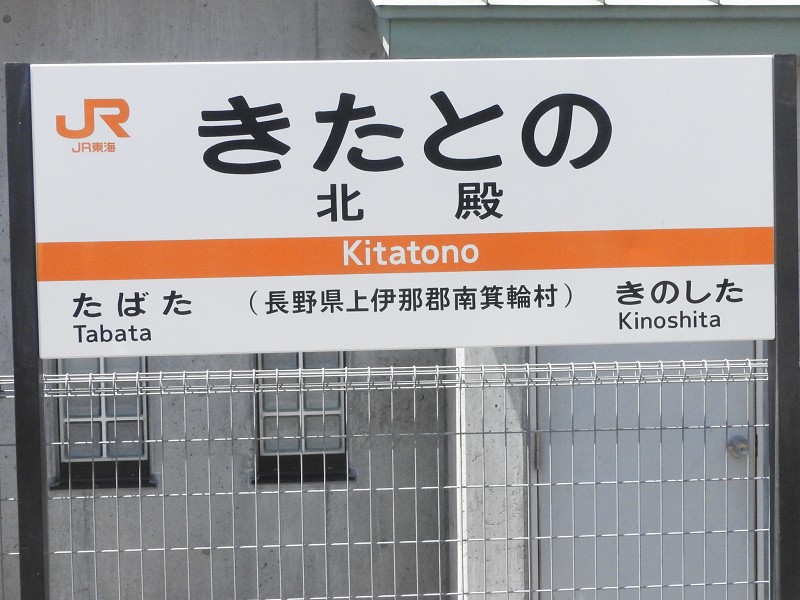 JR
JR東海
きたとの
北殿
Kitatono
たばた （長野県上伊那郡南箕輪村） きのした
Tabata Kinoshita